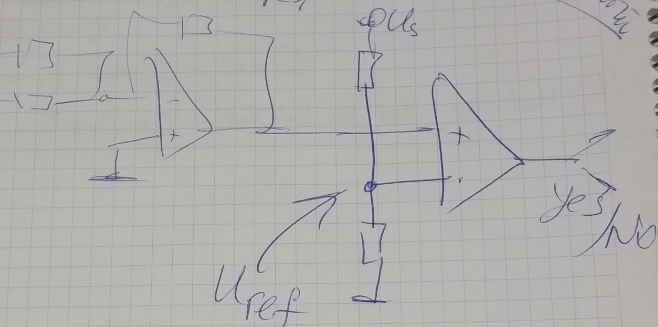 Us
-
+
+
-
Yes
/No
Uref